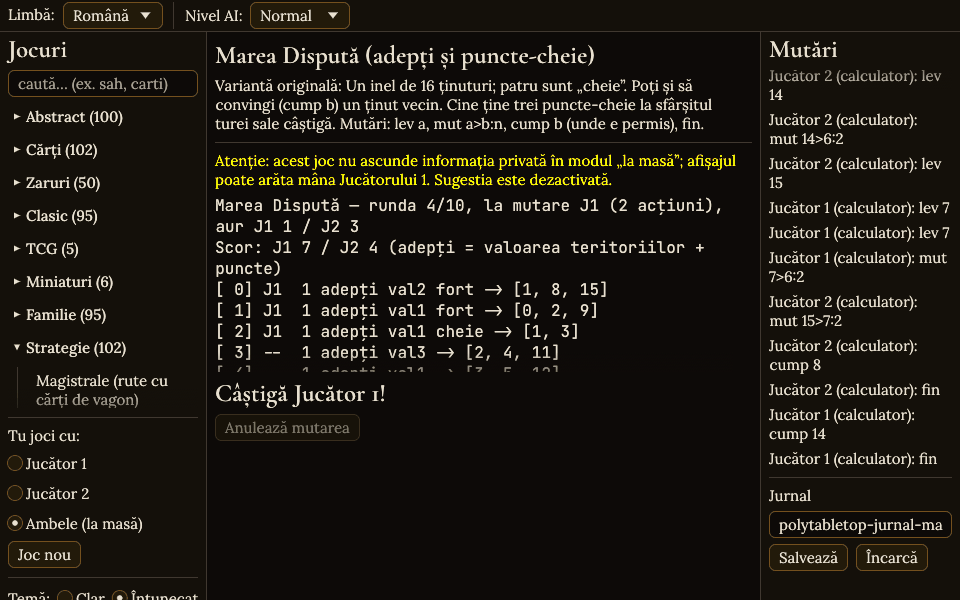 Limbă: Română ▼ Nivel AI: Normal ▼
Jocuri
caută... (ex. sah, carti)
▸ Abstract (100)
▸ Cărți (102)
▸ Zaruri (50)
▸ Clasic (95)
▸ TCG (5)
▸ Miniaturi (6)
▸ Familie (95)
▾ Strategie (102)
Magistrale (rute cu
cărți de vagon)
Tu joci cu:
Jucător 1
Jucător 2
Ambele (la masă)
Joc nou
Temă: Clar Întunecat
Marea Dispută (adepți și puncte-cheie)
Variantă originală: Un inel de 16 ținuturi; patru sunt „cheie”. Poți și să
convingi (cump b) un ținut vecin. Cine ține trei puncte-cheie la sfârșitul
turei sale câștigă. Mutări: lev a, mut a>b:n, cump b (unde e permis), fin.
Atenție: acest joc nu ascunde informația privată în modul „la masă”; afișajul
poate arăta mâna Jucătorului 1. Sugestia este dezactivată.
Marea Dispută — runda 4/10, la mutare J1 (2 acțiuni),
aur J1 1 / J2 3
Scor: J1 7 / J2 4 (adepți = valoarea teritoriilor +
puncte)
[ 0] J1 1 adepți val2 fort -> [1, 8, 15]
[ 1] J1 1 adepți val1 fort -> [0, 2, 9]
[ 2] J1 1 adepți val1 cheie -> [1, 3]
[ 3] -- 1 adepți val3 -> [2, 4, 11]
Câștigă Jucător 1!
Anulează mutarea
Mutări
Jucător 2 (calculator): lev
14
Jucător 2 (calculator):
mut 14>6:2
Jucător 2 (calculator): lev
15
Jucător 1 (calculator): lev 7
Jucător 1 (calculator): lev 7
Jucător 1 (calculator): mut
7>6:2
Jucător 2 (calculator):
mut 15>7:2
Jucător 2 (calculator):
cump 8
Jucător 2 (calculator): fin
Jucător 1 (calculator):
cump 14
Jucător 1 (calculator): fin
Jurnal
polytabletop-jurnal-ma
Salvează Încarcă